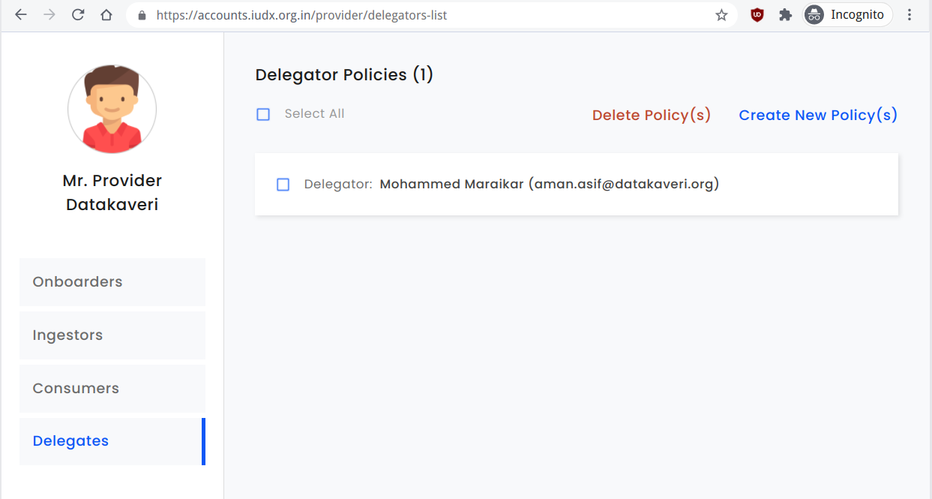 https://accounts.iudx.org.in/provider/delegators-list
Incognito
Mr. Provider
Datakaveri
Onboarders
Ingestors
Consumers
Delegates
Delegator Policies (1)
Select All
Delete Policy(s)
Create New Policy(s)
Delegator: Mohammed Maraikar (aman.asif@datakaveri.org)